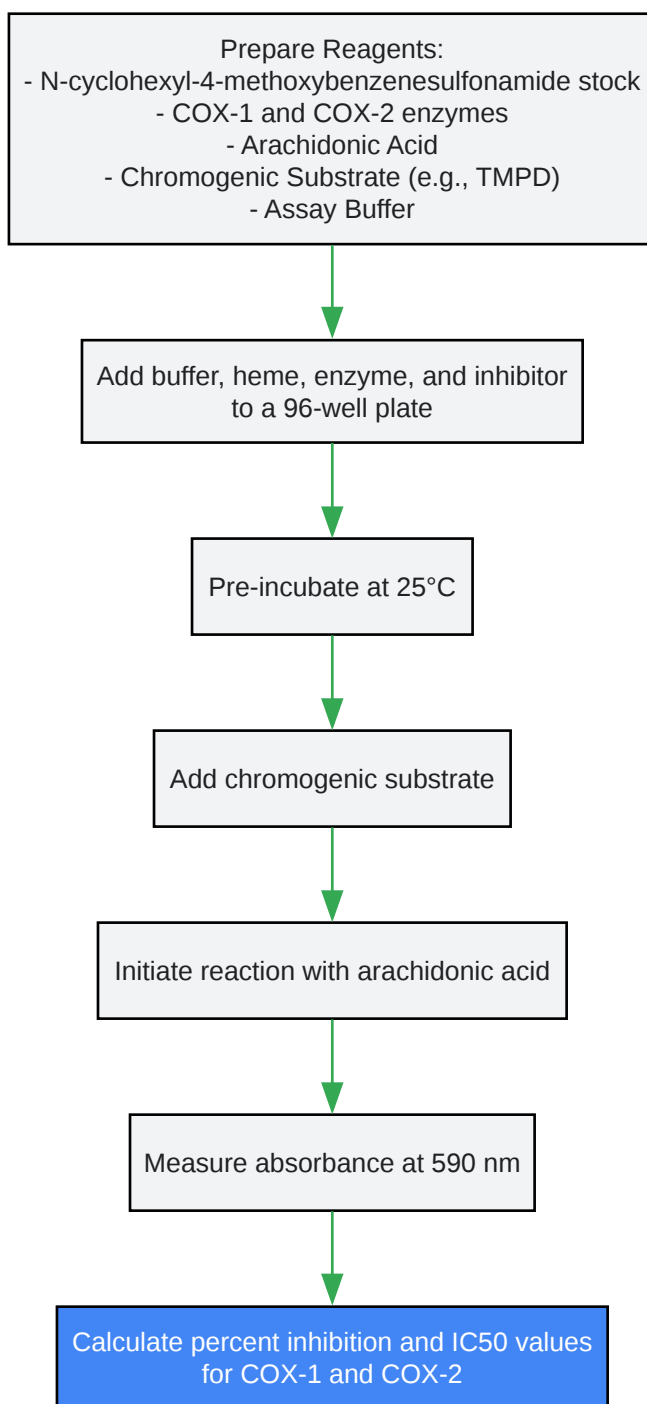 Prepare Reagents:
- N-cyclohexyl-4-methoxybenzenesulfonamide stock
- COX-1 and COX-2 enzymes
- Arachidonic Acid
- Chromogenic Substrate (e.g., TMPD)
- Assay Buffer
Add buffer, heme, enzyme, and inhibitor
to a 96-well plate
Pre-incubate at 25°C
Add chromogenic substrate
Initiate reaction with arachidonic acid
Measure absorbance at 590 nm
Calculate percent inhibition and IC50 values
for COX-1 and COX-2